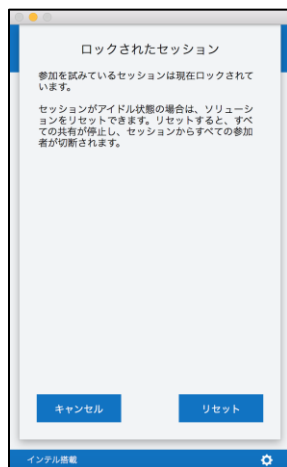 ロックされたセッション
参加を試みているセッションは現在ロックされて
います。
セッションがアイドル状態の場合は、ソリューシ
ョンをリセットできます。リセットすると、すべ
ての共有が停止し、セッションからすべての参加
者が切断されます。
キャンセル
リセット
インテル搭載